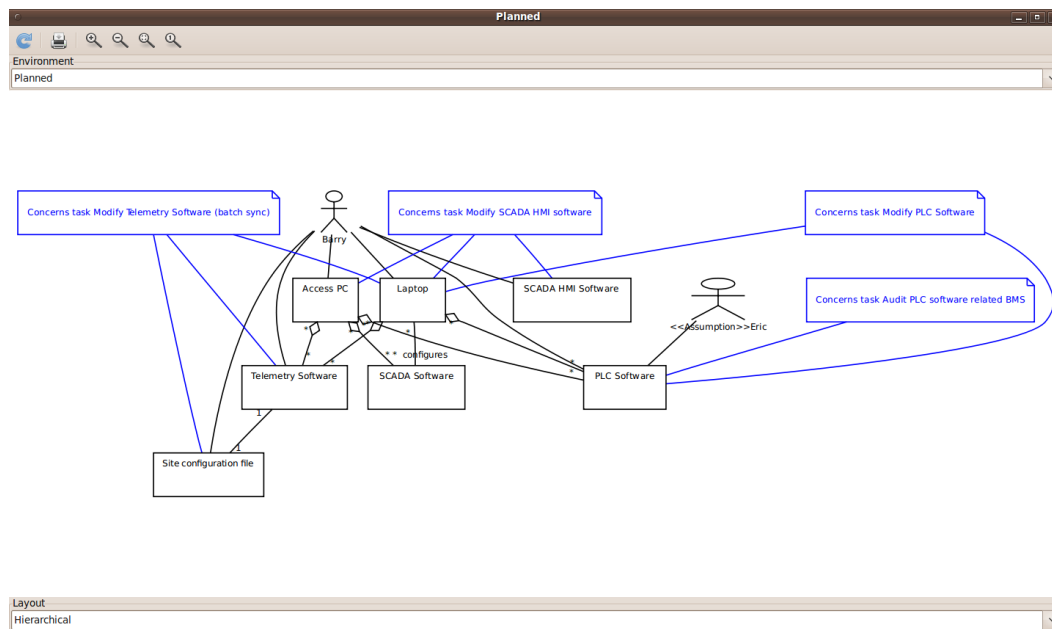 Planned
Environment
Planned
Concerns task Modify Telemetry Software (batch sync)
Concerns task Modify SCADA HMI software
Concerns task Modify PLC Software
Barry
Access PC
Laptop
SCADA HMI Software
Concerns task Audit PLC software related BMS
<<Assumption>>Eric
* * * *
* * * configures *
Telemetry Software
SCADA Software
PLC Software
*
1
1
Site configuration file
Layout
Hierarchical